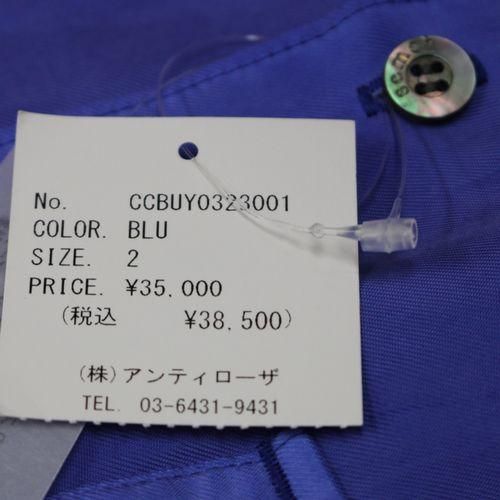 No. CCBUY0323001
COLOR. BLU
SIZE. 2
PRICE. ¥35,000
(税込 ¥38,500)
(株)アンティローザ
TEL. 03-6431-9431